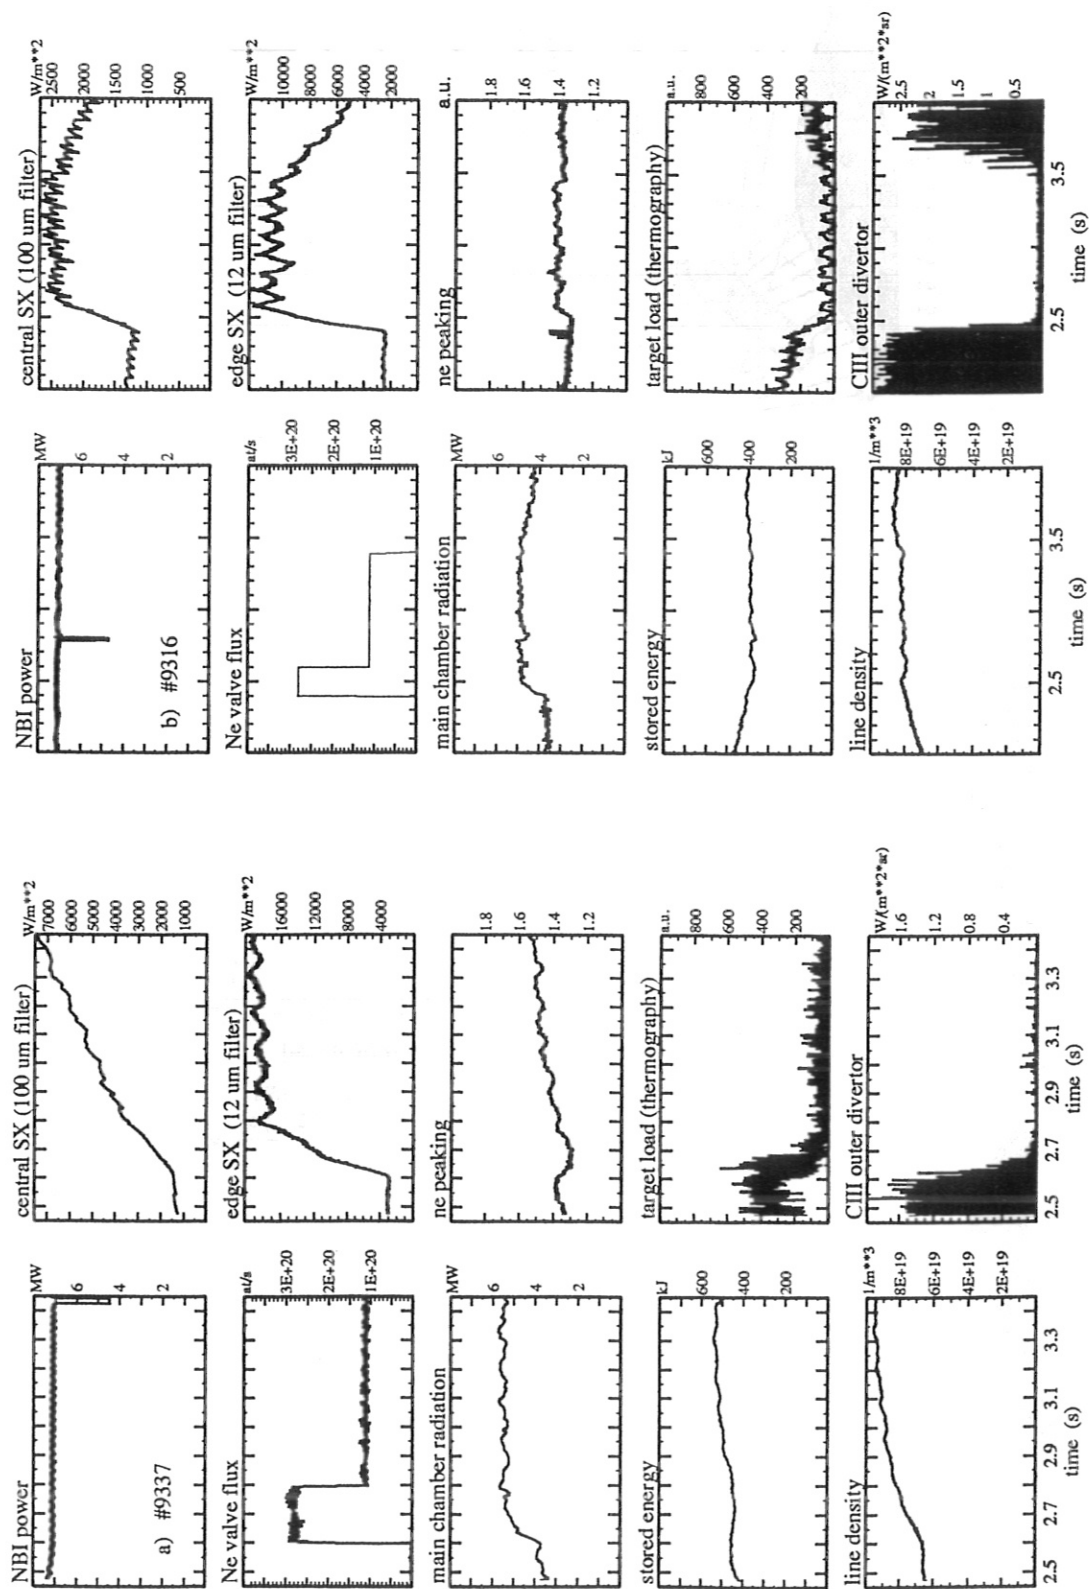 NBI power
MW
6
4
2
a) #9337
Ne valve flux
at/s
3E+20
2E+20
1E+20
main chamber radiation
MW
6
4
2
stored energy
kJ
600
400
200
line density
1/m**3
8E+19
6E+19
4E+19
2E+19
2.5 2.7 2.9 3.1 3.3
time (s)
central SX (100 um filter)
W/m**2
7000
6000
5000
4000
3000
2000
1000
edge SX (12 um filter)
W/m**2
16000
12000
8000
4000
ne peaking
1.8
1.6
1.4
1.2
target load (thermography)
a.u.
800
600
400
200
CIII outer divertor
W/(m**2*sr)
1.6
1.2
0.8
0.4
2.5 2.7 2.9 3.1 3.3
time (s)
NBI power
MW
6
4
2
b) #9316
Ne valve flux
at/s
3E+20
2E+20
1E+20
main chamber radiation
MW
6
4
2
stored energy
kJ
600
400
200
line density
1/m**3
8E+19
6E+19
4E+19
2E+19
2.5 3.5
time (s)
central SX (100 um filter)
W/m**2
2500
2000
1500
1000
500
edge SX (12 um filter)
W/m**2
10000
8000
6000
4000
2000
ne peaking
a.u.
1.8
1.6
1.4
1.2
target load (thermography)
a.u.
800
600
400
200
CIII outer divertor
W/(m**2*sr)
2.5
2
1.5
1
0.5
2.5 3.5
time (s)